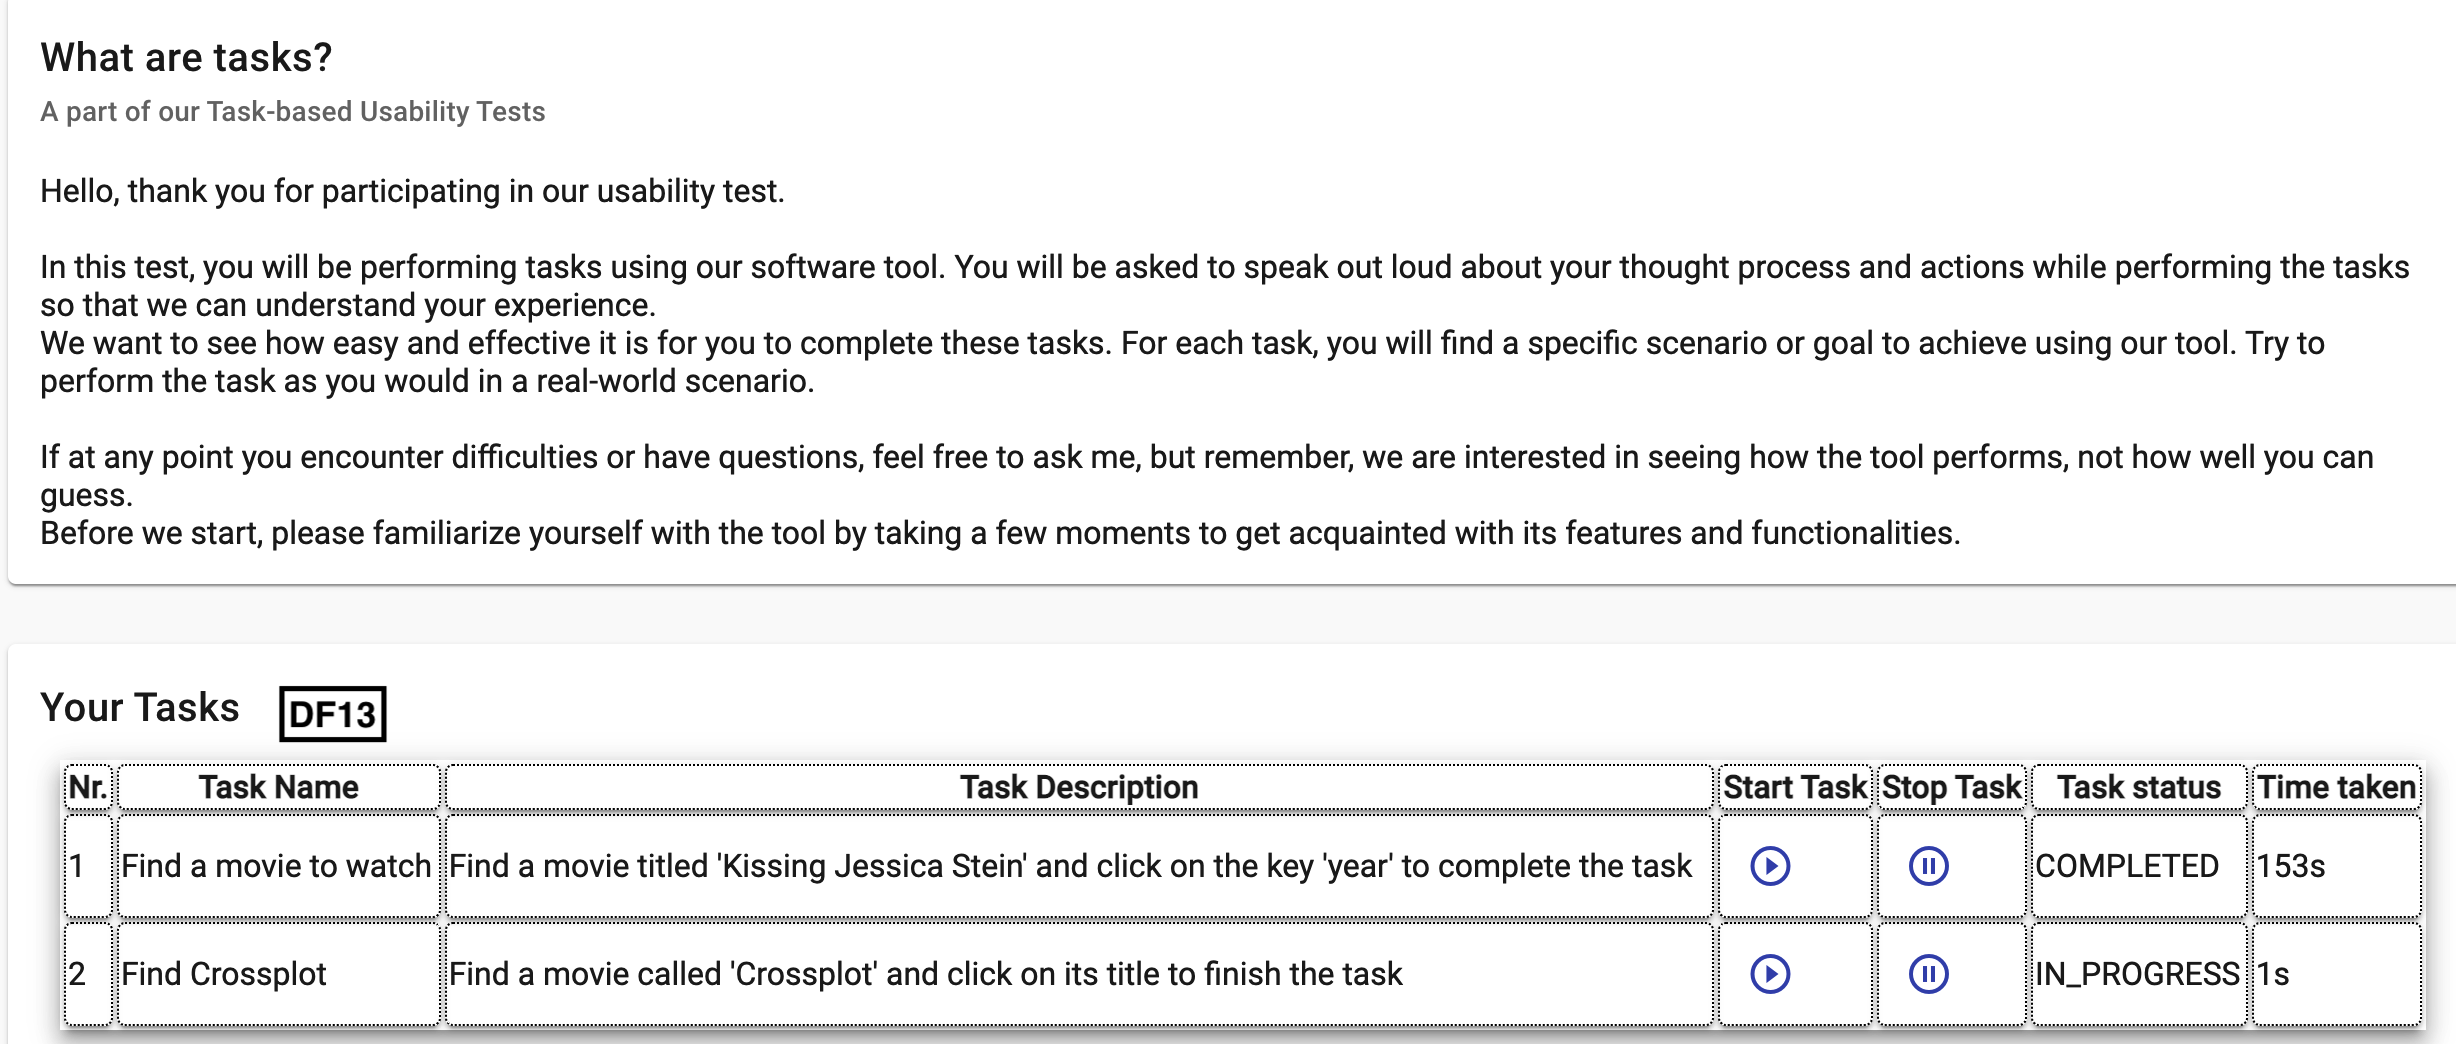 What are tasks?
A part of our Task-based Usability Tests
Hello, thank you for participating in our usability test.
In this test, you will be performing tasks using our software tool. You will be asked to speak out loud about your thought process and actions while performing the tasks
so that we can understand your experience.
We want to see how easy and effective it is for you to complete these tasks. For each task, you will find a specific scenario or goal to achieve using our tool. Try to
perform the task as you would in a real-world scenario.
If at any point you encounter difficulties or have questions, feel free to ask me, but remember, we are interested in seeing how the tool performs, not how well you can
guess.
Before we start, please familiarize yourself with the tool by taking a few moments to get acquainted with its features and functionalities.
Your Tasks DF13
Nr. Task Name Task Description Start Task Stop Task Task status Time taken
1 Find a movie to watch Find a movie titled 'Kissing Jessica Stein' and click on the key 'year' to complete the task COMPLETED 153s
2 Find Crossplot Find a movie called 'Crossplot' and click on its title to finish the task IN_PROGRESS 1s